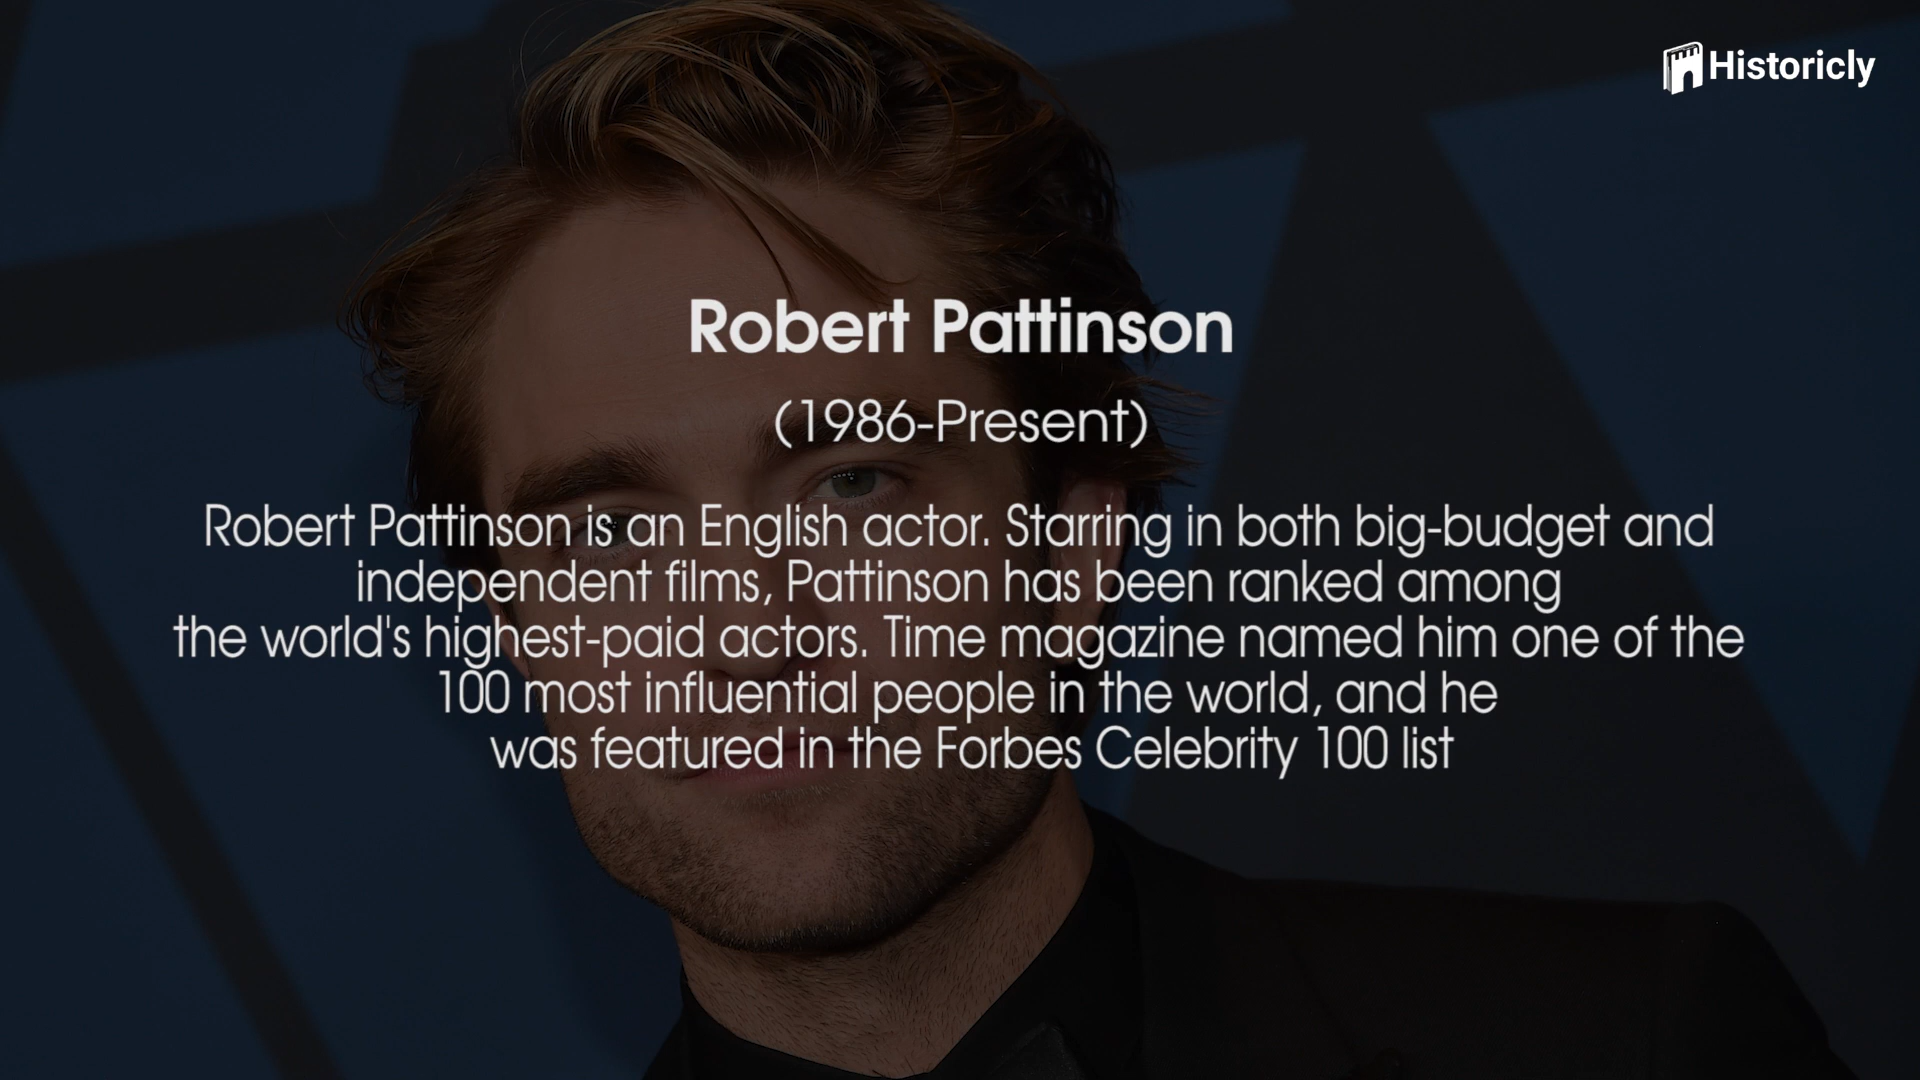 Historicly
Robert Pattinson
(1986-Present)
Robert Pattinson is an English actor. Starring in both big-budget and
independent films, Pattinson has been ranked among
the world's highest-paid actors. Time magazine named him one of the
100 most influential people in the world, and he
was featured in the Forbes Celebrity 100 list